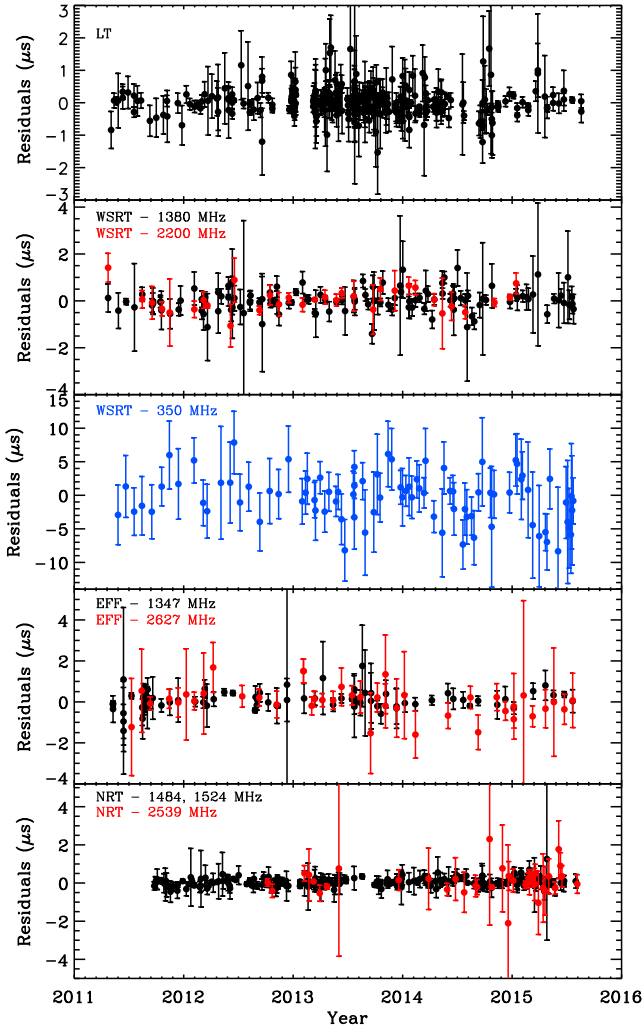 LT
Residuals (μs)
3
2
1
0
−1
−2
−3
WSRT − 1380 MHz
WSRT − 2200 MHz
Residuals (μs)
4
2
0
−2
−4
WSRT − 350 MHz
Residuals (μs)
15
10
5
0
−5
−10
EFF − 1347 MHz
EFF − 2627 MHz
Residuals (μs)
4
2
0
−2
−4
NRT − 1484, 1524 MHz
NRT − 2539 MHz
Residuals (μs)
4
2
0
−2
−4
2011 2012 2013 2014 2015 2016
Year